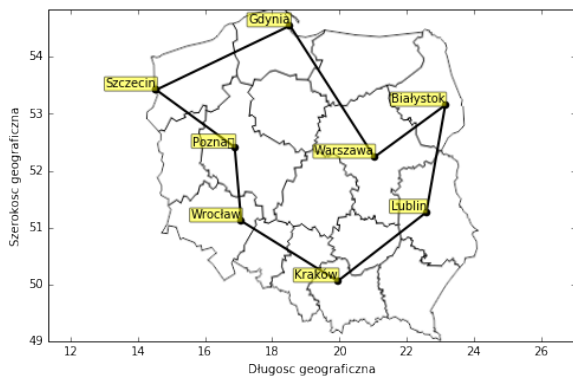 54
53
52
51
50
49
Szerokosc geograficzna
Gdynia
Szczecin
Białystok
Poznań
Warszawa
Wrocław
Lublin
Kraków
12 14 16 18 20 22 24 26
Długosc geograficzna